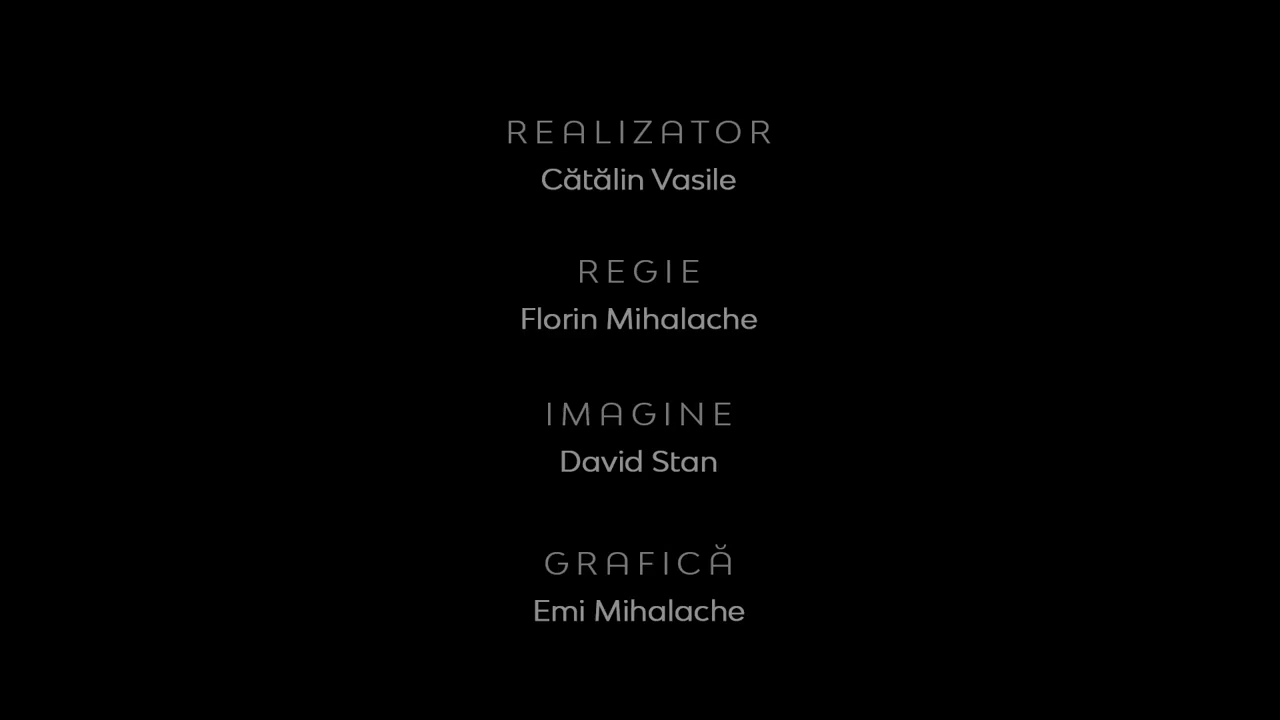 REALIZATOR
Cătălin Vasile
REGIE
Florin Mihalache
IMAGINE
David Stan
GRAFICĂ
Emi Mihalache